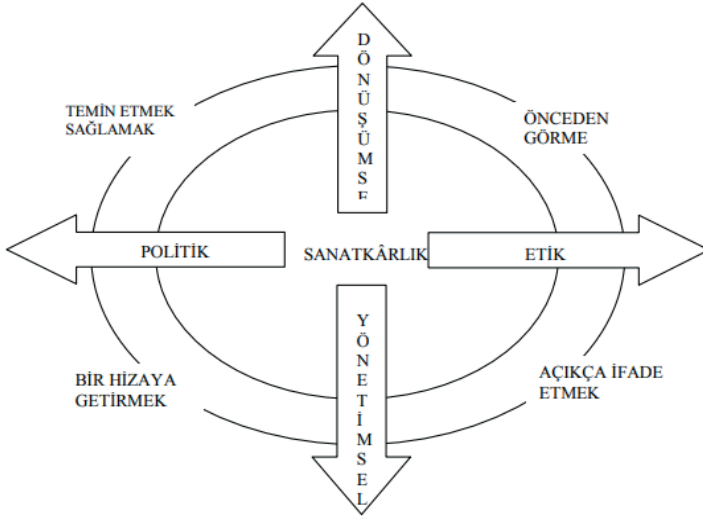 DÖNÜŞÜMSE
TEMİN ETMEK
SAĞLAMAK
ÖNCEDEN
GÖRME
POLİTİK
SANATKÂRLIK
ETİK
YÖNETİMSEL
BİR HİZAYA
GETİRMEK
AÇIKÇA İFADE
ETMEK